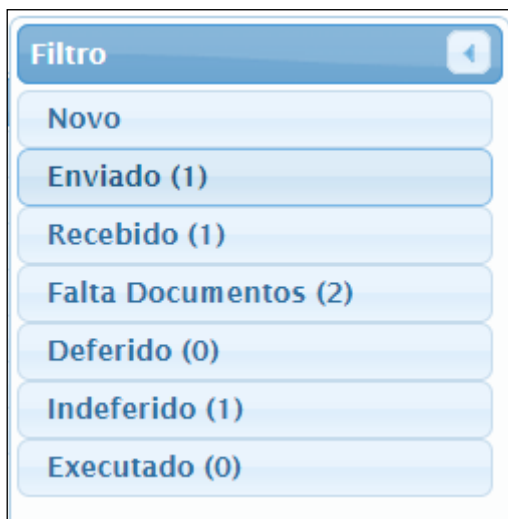 Filtro
Novo
Enviado (1)
Recebido (1)
Falta Documentos (2)
Deferido (0)
Indeferido (1)
Executado (0)